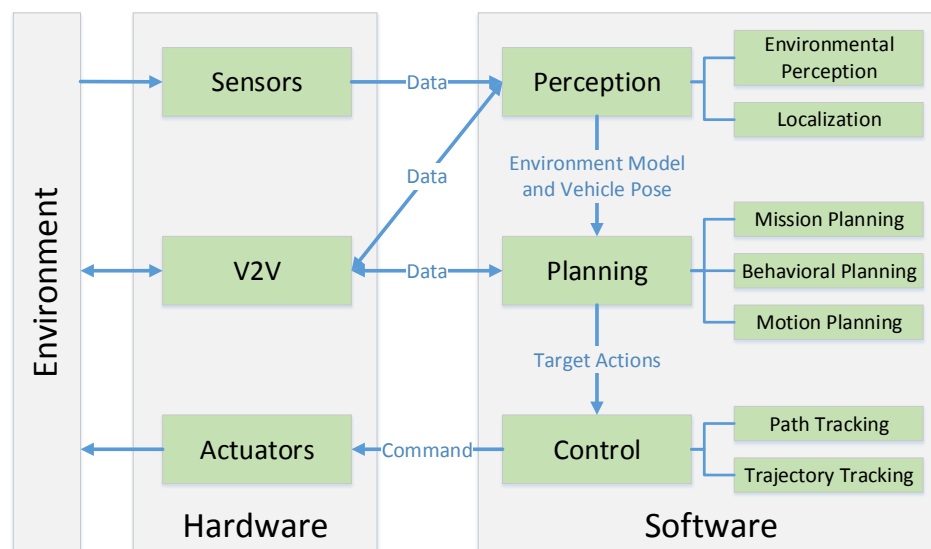 Environment
Sensors
V2V
Actuators
Hardware
Data
Data
Data
Command
Perception
Environment Model
and Vehicle Pose
Planning
Target Actions
Control
Software
Environmental
Perception
Localization
Mission Planning
Behavioral Planning
Motion Planning
Path Tracking
Trajectory Tracking